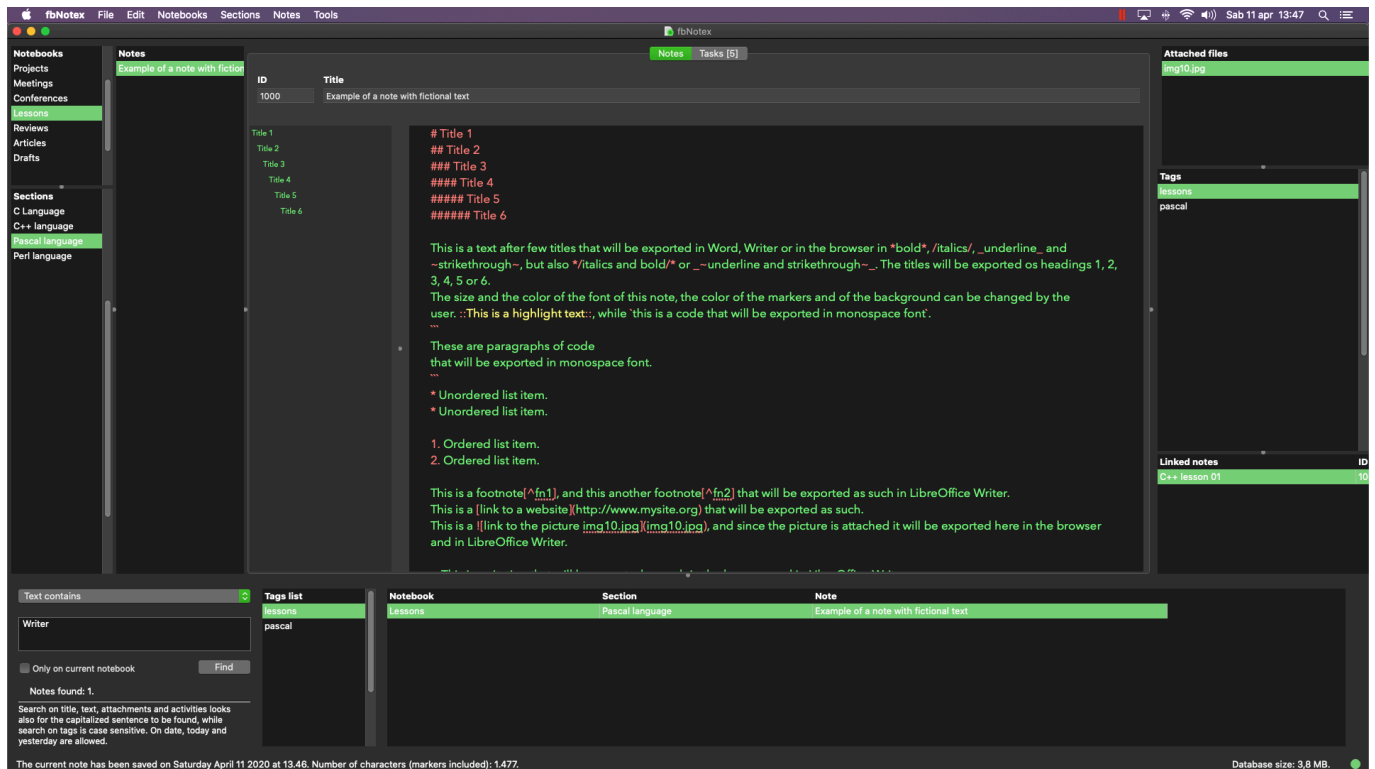 fbNotex File Edit Notebooks Sections Notes Tools
Sab 11 apr 13:47
fbNotex
Notebooks
Projects
Meetings
Conferences
Lessons
Reviews
Articles
Drafts
Sections
C Language
C++ language
Pascal language
Perl language
Notes
Example of a note with fiction
Notes Tasks [5]
ID Title
1000 Example of a note with fictional text
Title 1
Title 2
Title 3
Title 4
Title 5
Title 6
# Title 1
## Title 2
### Title 3
#### Title 4
##### Title 5
###### Title 6
This is a text after few titles that will be exported in Word, Writer or in the browser in *bold*, /italics/, _underline_ and
~strikethrough~, but also */italics and bold/* or _~underline and strikethrough~_. The titles will be exported os headings 1, 2,
3, 4, 5 or 6.
The size and the color of the font of this note, the color of the markers and of the background can be changed by the
user. ::This is a highlight text::, while `this is a code that will be exported in monospace font`.
```
These are paragraphs of code
that will be exported in monospace font.
```
* Unordered list item.
* Unordered list item.
1. Ordered list item.
2. Ordered list item.
This is a footnote[^fn1], and this another footnote[^fn2] that will be exported as such in LibreOffice Writer.
This is a [link to a website](http://www.mysite.org) that will be exported as such.
This is a ![link to the picture img10.jpg](img10.jpg), and since the picture is attached it will be exported here in the browser
and in LibreOffice Writer.
Attached files
img10.jpg
Tags
lessons
pascal
Linked notes ID
C++ lesson 01 10
Text contains
Writer
Only on current notebook Find
Notes found: 1.
Search on title, text, attachments and activities looks
also for the capitalized sentence to be found, while
search on tags is case sensitive. On date, today and
yesterday are allowed.
Tags list
lessons
pascal
Notebook Section Note
Lessons Pascal language Example of a note with fictional text
The current note has been saved on Saturday April 11 2020 at 13.46. Number of characters (markers included): 1.477.
Database size: 3,8 MB.